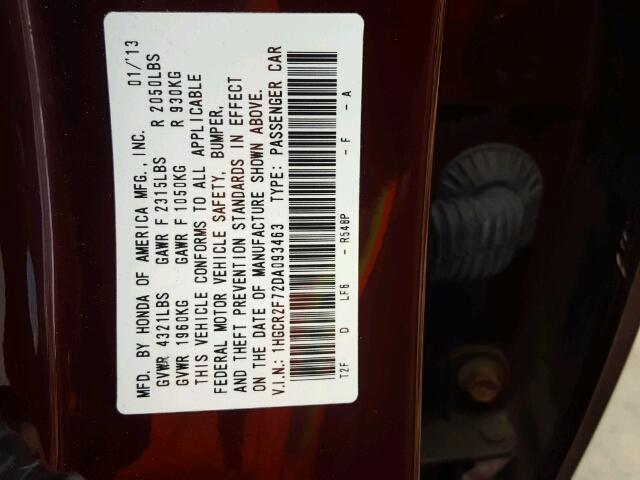 MFD. BY HONDA OF AMERICA MFG., INC. 01/'13
GVWR 4321LBS GAWR F 2315LBS R 2050LBS
GVWR 1960KG GAWR F 1050KG R 930KG
THIS VEHICLE CONFORMS TO ALL APPLICABLE
FEDERAL MOTOR VEHICLE SAFETY, BUMPER,
AND THEFT PREVENTION STANDARDS IN EFFECT
ON THE DATE OF MANUFACTURE SHOWN ABOVE.
V.I.N.: 1HGCR2F72DA093463 TYPE: PASSENGER CAR
T2F D LF6 - R548P - F - A